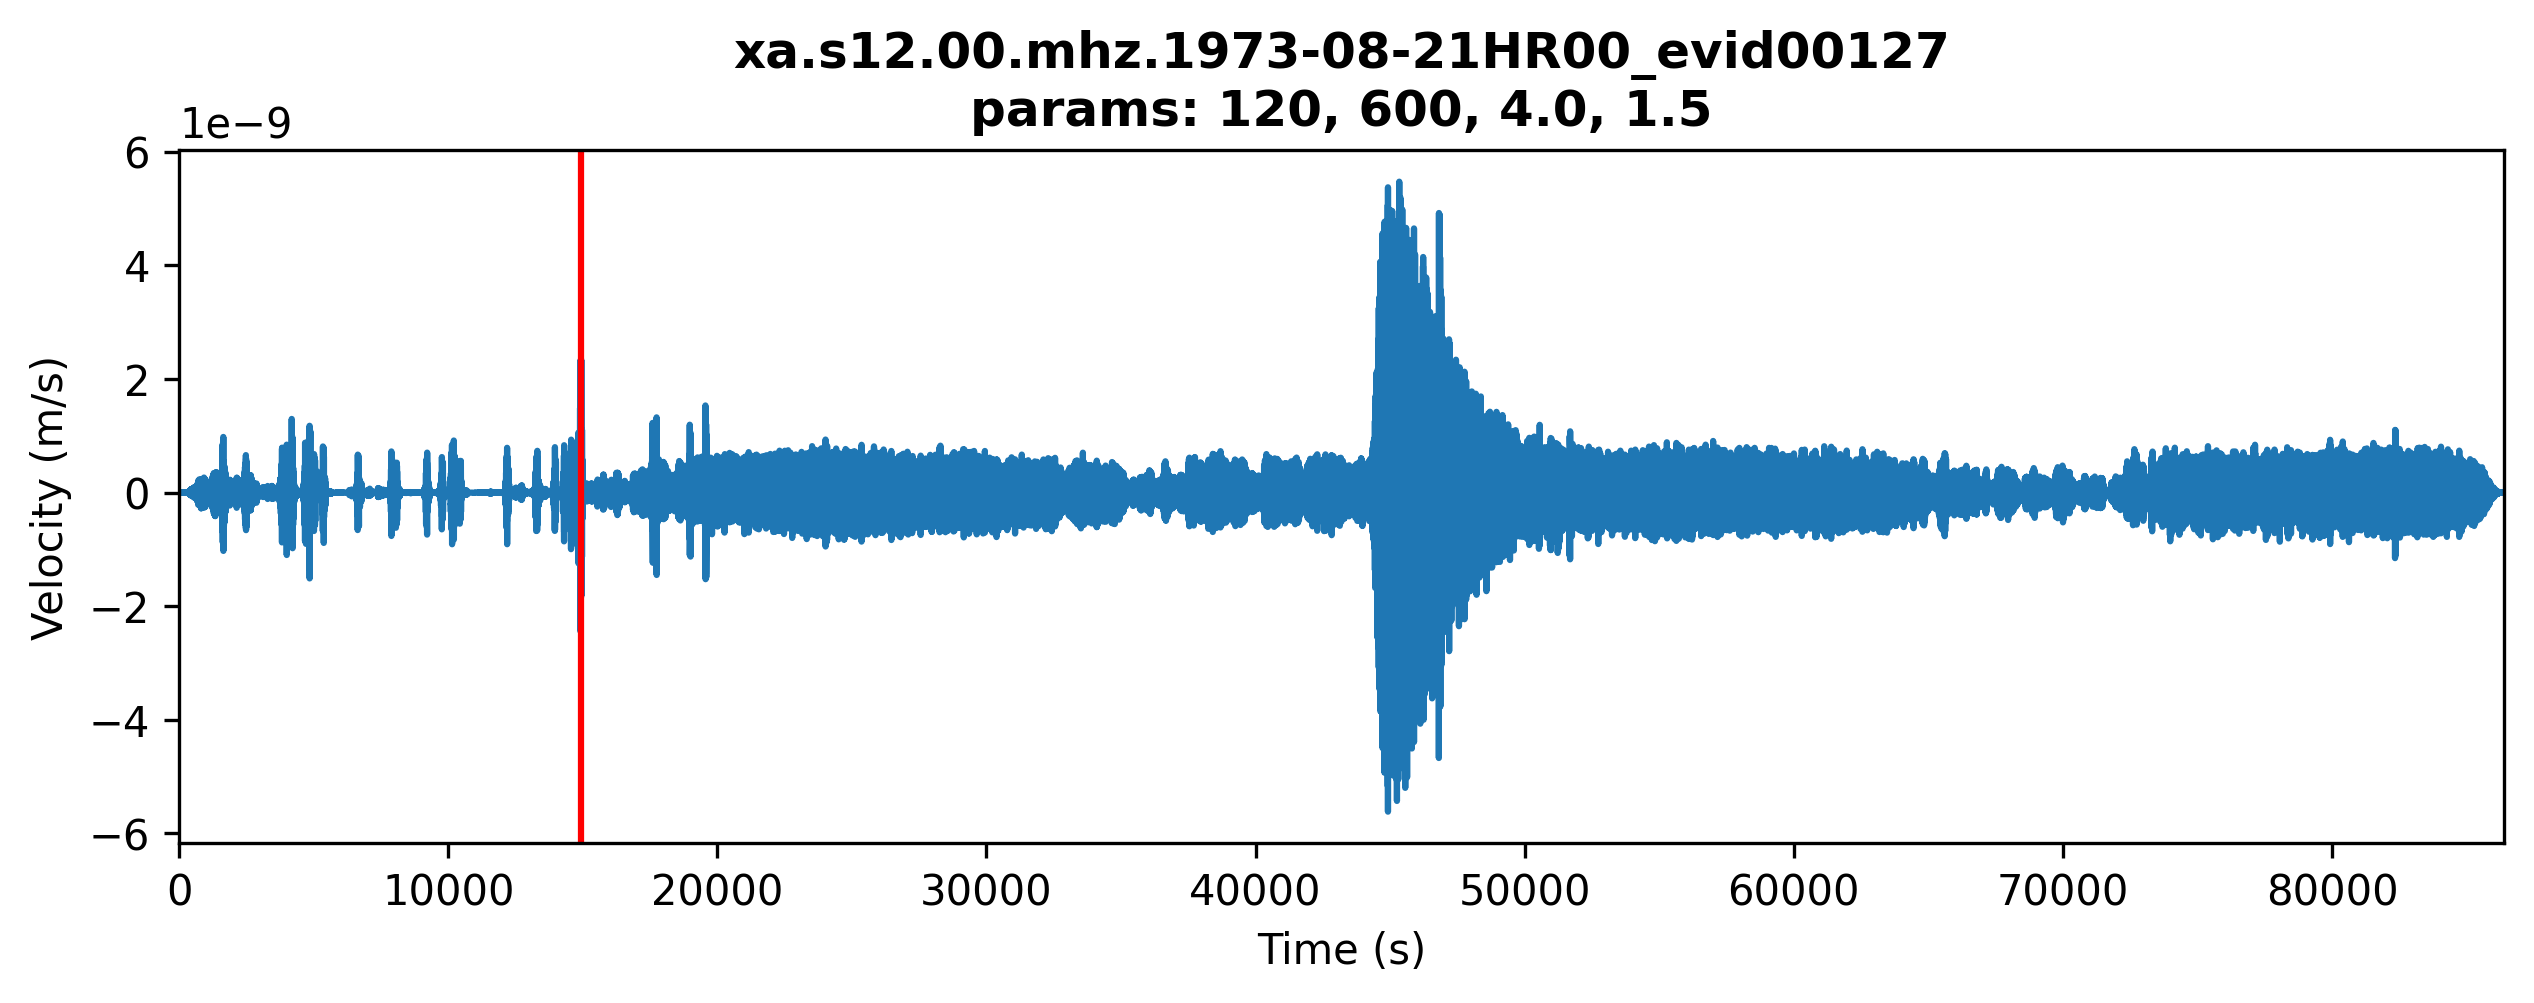 xa.s12.00.mhz.1973-08-21HR00_evid00127
params: 120, 600, 4.0, 1.5
1e−9
6
4
2
0
−2
−4
−6
Velocity (m/s)
0 10000 20000 30000 40000 50000 60000 70000 80000
Time (s)